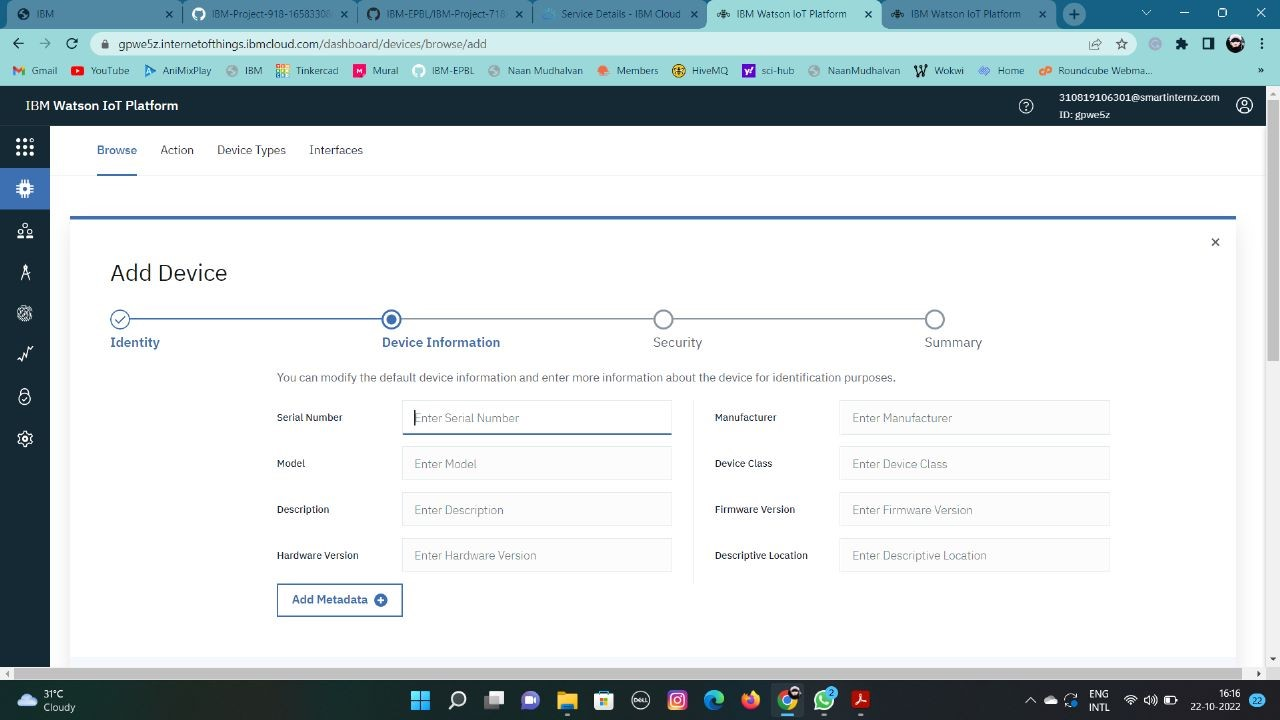 IBM
IBM-Project-918-16583308
IBM-EPBL/IBM-Project-718
Service Details - IBM Cloud
IBM Watson IoT Platform
IBM Watson IoT Platform
gpwe5z.internetofthings.ibmcloud.com/dashboard/devices/browse/add
Gmail
YouTube
AniMixPlay
IBM
Tinkercad
Mural
IBM-EPBL
Naan Mudhalvan
Members
HiveMQ
sci-hub
NaanMudhalvan
Wokwi
Home
Roundcube Webma...
»
IBM Watson IoT Platform
310819106301@smartinternz.com
ID: gpwe5z
Browse
Action
Device Types
Interfaces
Add Device
Identity
Device Information
Security
Summary
You can modify the default device information and enter more information about the device for identification purposes.
Serial Number
Enter Serial Number
Manufacturer
Enter Manufacturer
Model
Enter Model
Device Class
Enter Device Class
Description
Enter Description
Firmware Version
Enter Firmware Version
Hardware Version
Enter Hardware Version
Descriptive Location
Enter Descriptive Location
Add Metadata
31°C
Cloudy
DELL
2
ENG
INTL
16:16
22-10-2022
22